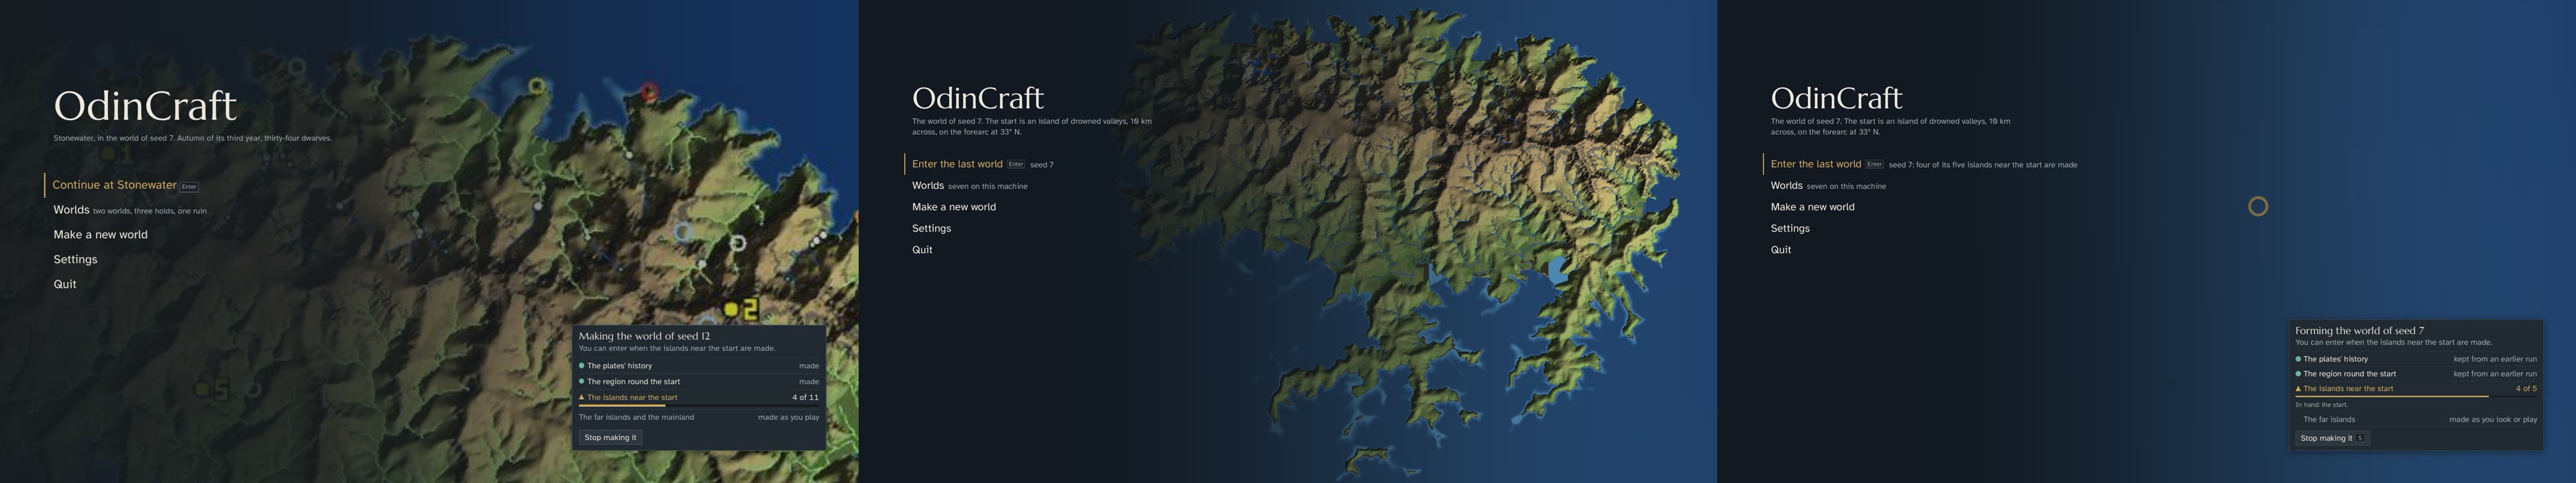 OdinCraft
Stonewater, in the world of seed 7. Autumn of its third year, thirty-four dwarves.
Continue at Stonewater Enter
Worlds two worlds, three holds, one ruin
Make a new world
Settings
Quit
2
5
Making the world of seed 12
You can enter when the islands near the start are made.
The plates' history made
The region round the start made
The islands near the start 4 of 11
The far islands and the mainland made as you play
Stop making it
OdinCraft
The world of seed 7. The start is an island of drowned valleys, 10 km
across, on the forearc at 33° N.
Enter the last world Enter seed 7
Worlds seven on this machine
Make a new world
Settings
Quit
OdinCraft
The world of seed 7. The start is an island of drowned valleys, 10 km
across, on the forearc at 33° N.
Enter the last world Enter seed 7: four of its five islands near the start are made
Worlds seven on this machine
Make a new world
Settings
Quit
Forming the world of seed 7
You can enter when the islands near the start are made.
The plates' history kept from an earlier run
The region round the start kept from an earlier run
The islands near the start 4 of 5
In hand: the start.
The far islands made as you look or play
Stop making it S